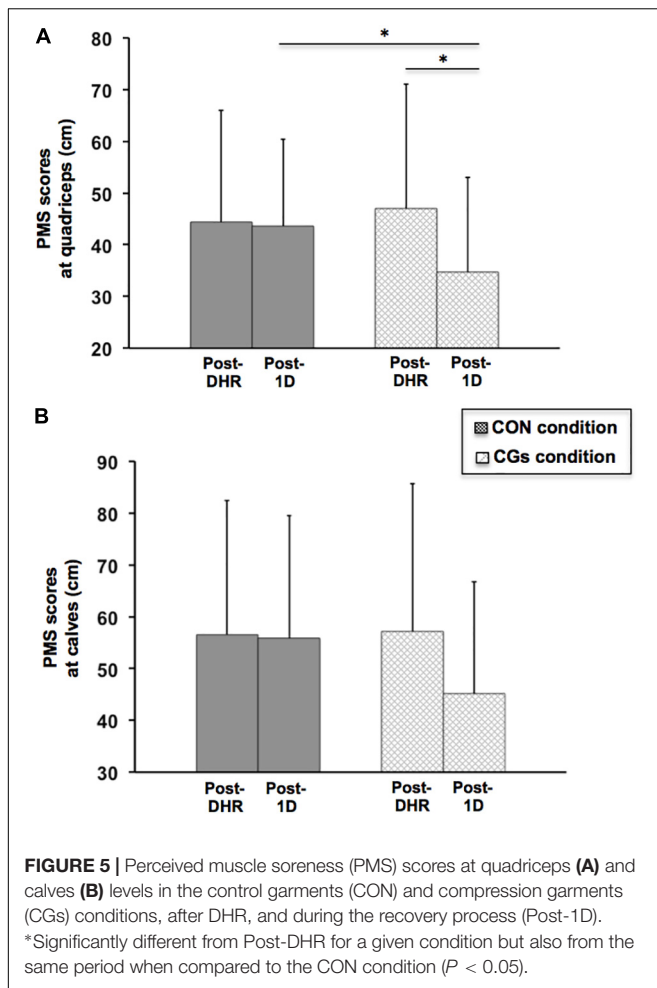 A
80
70
60
50
40
30
20
PMS scores
at quadriceps (cm)
*
*
Post-
DHR
Post-
1D
Post-
DHR
Post-
1D
B
CON condition
CGs condition
90
80
70
60
50
40
30
PMS scores
at calves (cm)
Post-
DHR
Post-
1D
Post-
DHR
Post-
1D
FIGURE 5 | Perceived muscle soreness (PMS) scores at quadriceps (A) and
calves (B) levels in the control garments (CON) and compression garments
(CGs) conditions, after DHR, and during the recovery process (Post-1D).
*Significantly different from Post-DHR for a given condition but also from the
same period when compared to the CON condition (P < 0.05).